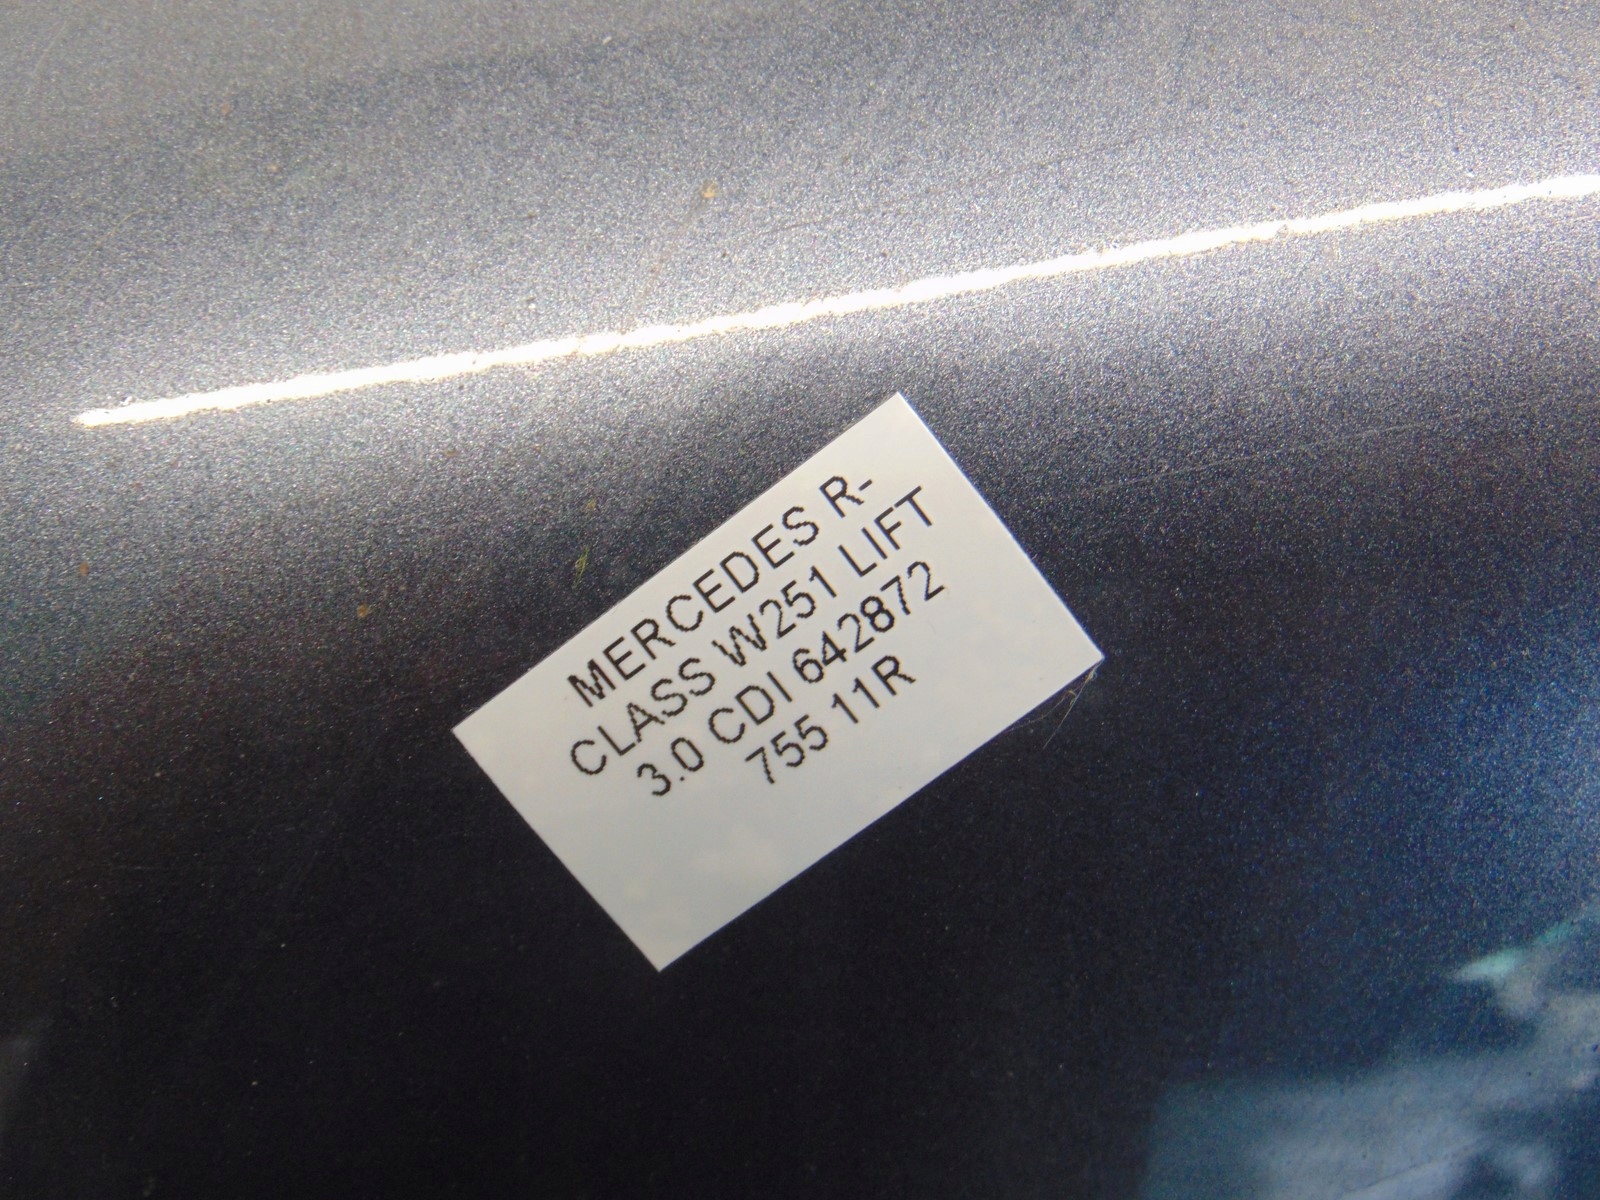 MERCEDES R-
CLASS W251 LIFT
3.0 CDI 642872
755 11R